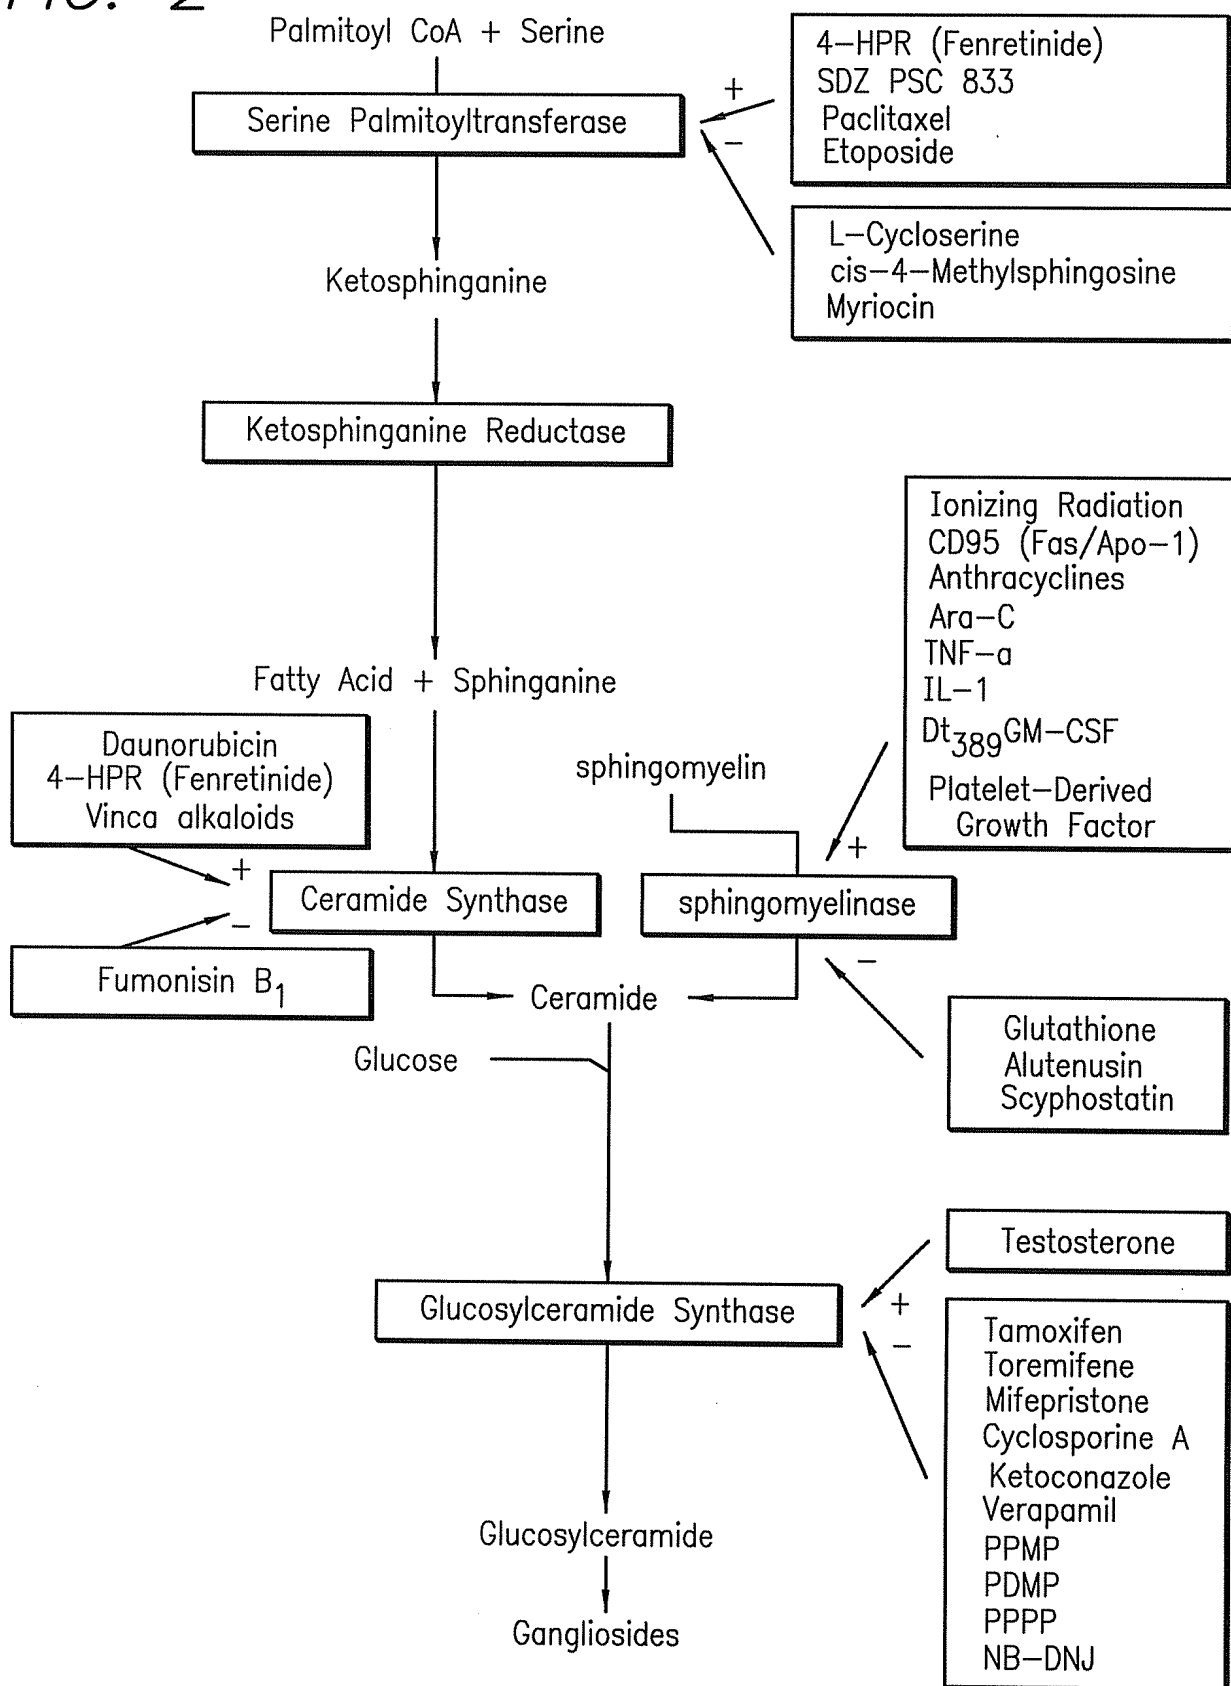 FIG. 2
Palmitoyl CoA + Serine
4-HPR (Fenretinide)
SDZ PSC 833
Paclitaxel
Etoposide
+
-
Serine Palmitoyltransferase
L-Cycloserine
cis-4-Methylsphingosine
Myriocin
Ketosphinganine
Ketosphinganine Reductase
Ionizing Radiation
CD95 (Fas/Apo-1)
Anthracyclines
Ara-C
TNF-a
IL-1
Dt389GM-CSF
Platelet-Derived
Growth Factor
Fatty Acid + Sphinganine
Daunorubicin
4-HPR (Fenretinide)
Vinca alkaloids
sphingomyelin
+
+
Ceramide Synthase
sphingomyelinase
-
-
Fumonisin B1
Ceramide
Glutathione
Alutenusin
Scyphostatin
Glucose
Testosterone
+
-
Glucosylceramide Synthase
Tamoxifen
Toremifene
Mifepristone
Cyclosporine A
Ketoconazole
Verapamil
PPMP
PDMP
PPPP
NB-DNJ
Glucosylceramide
Gangliosides